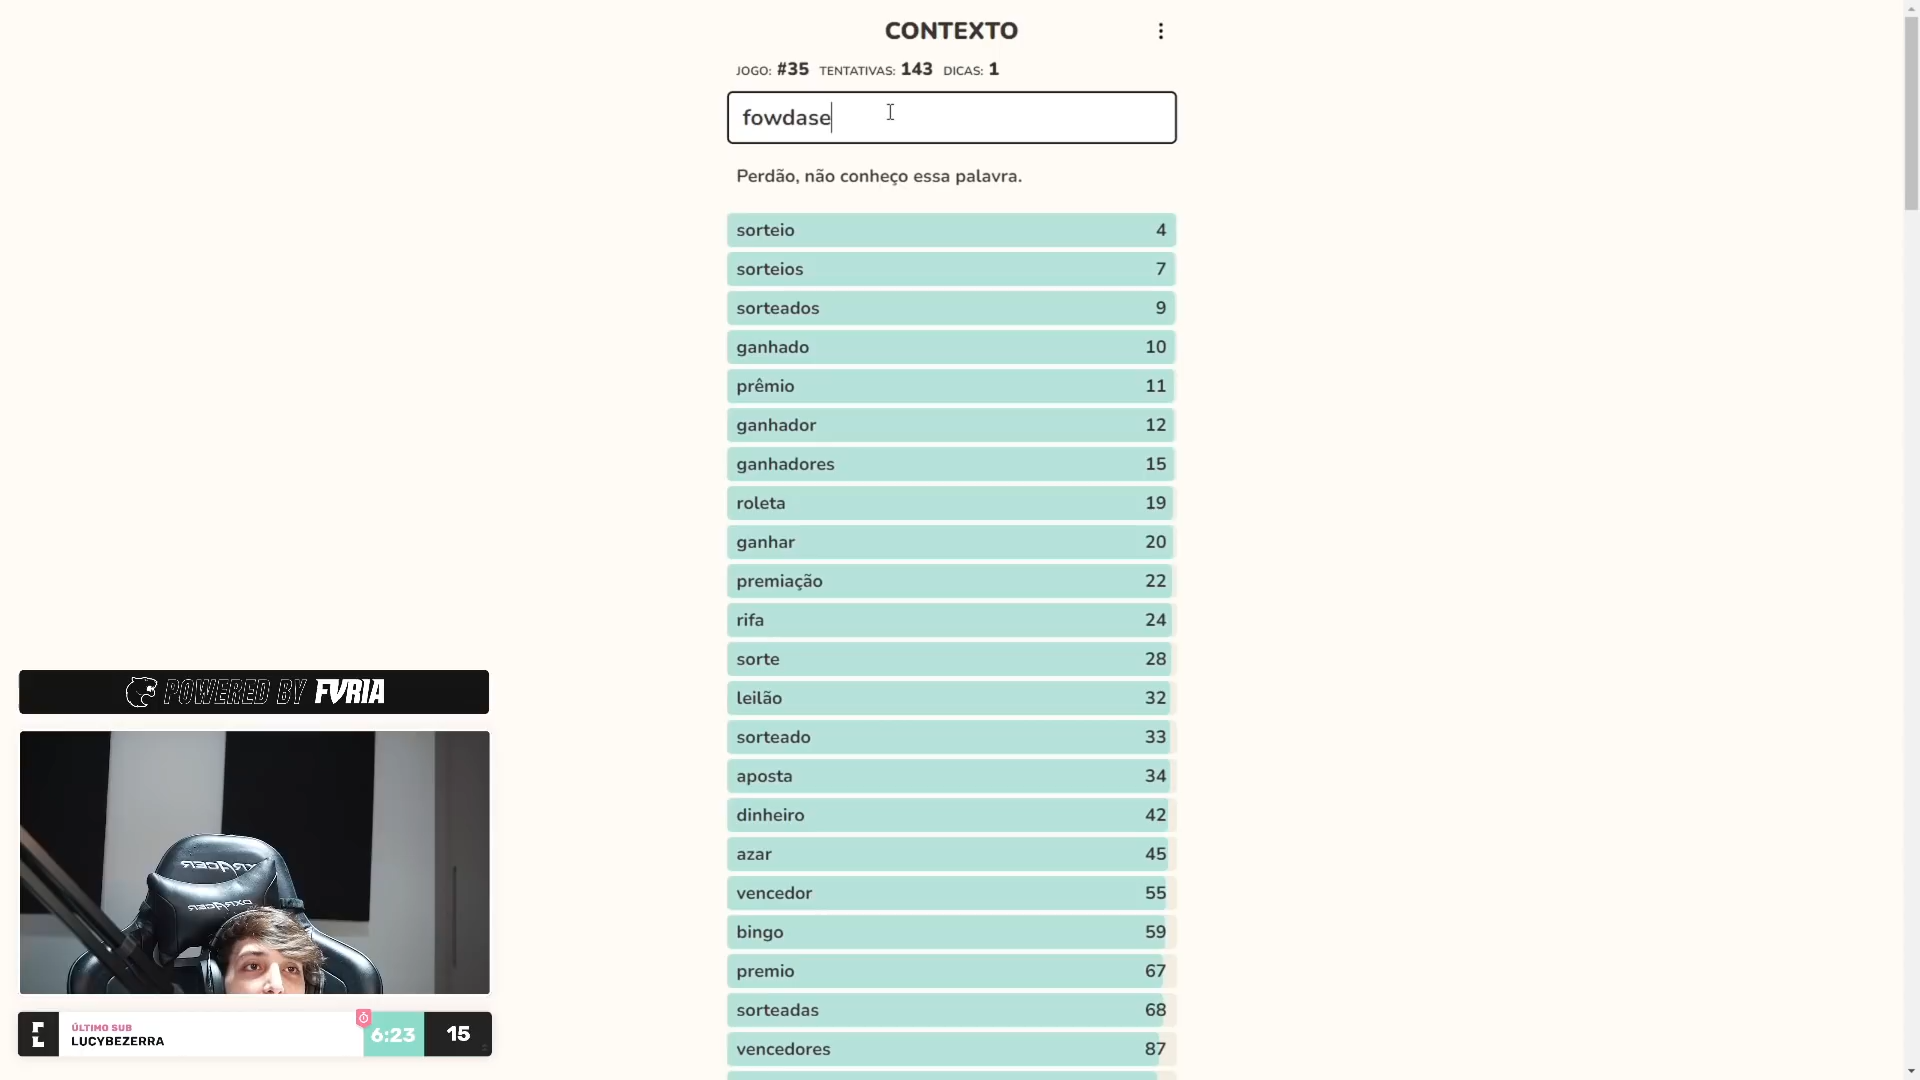 CONTEXTO
JOGO: #35 TENTATIVAS: 143 DICAS: 1
fowdase
Perdão, não conheço essa palavra.
sorteio 4
sorteios 7
sorteados 9
ganhado 10
prêmio 11
ganhador 12
ganhadores 15
roleta 19
ganhar 20
premiação 22
rifa 24
sorte 28
leilão 32
sorteado 33
aposta 34
dinheiro 42
azar 45
vencedor 55
bingo 59
premio 67
sorteadas 68
vencedores 87
POWERED BY FVRIA
DXRACER
DXRACER
ÚLTIMO SUB
LUCYBEZERRA
6:23
15